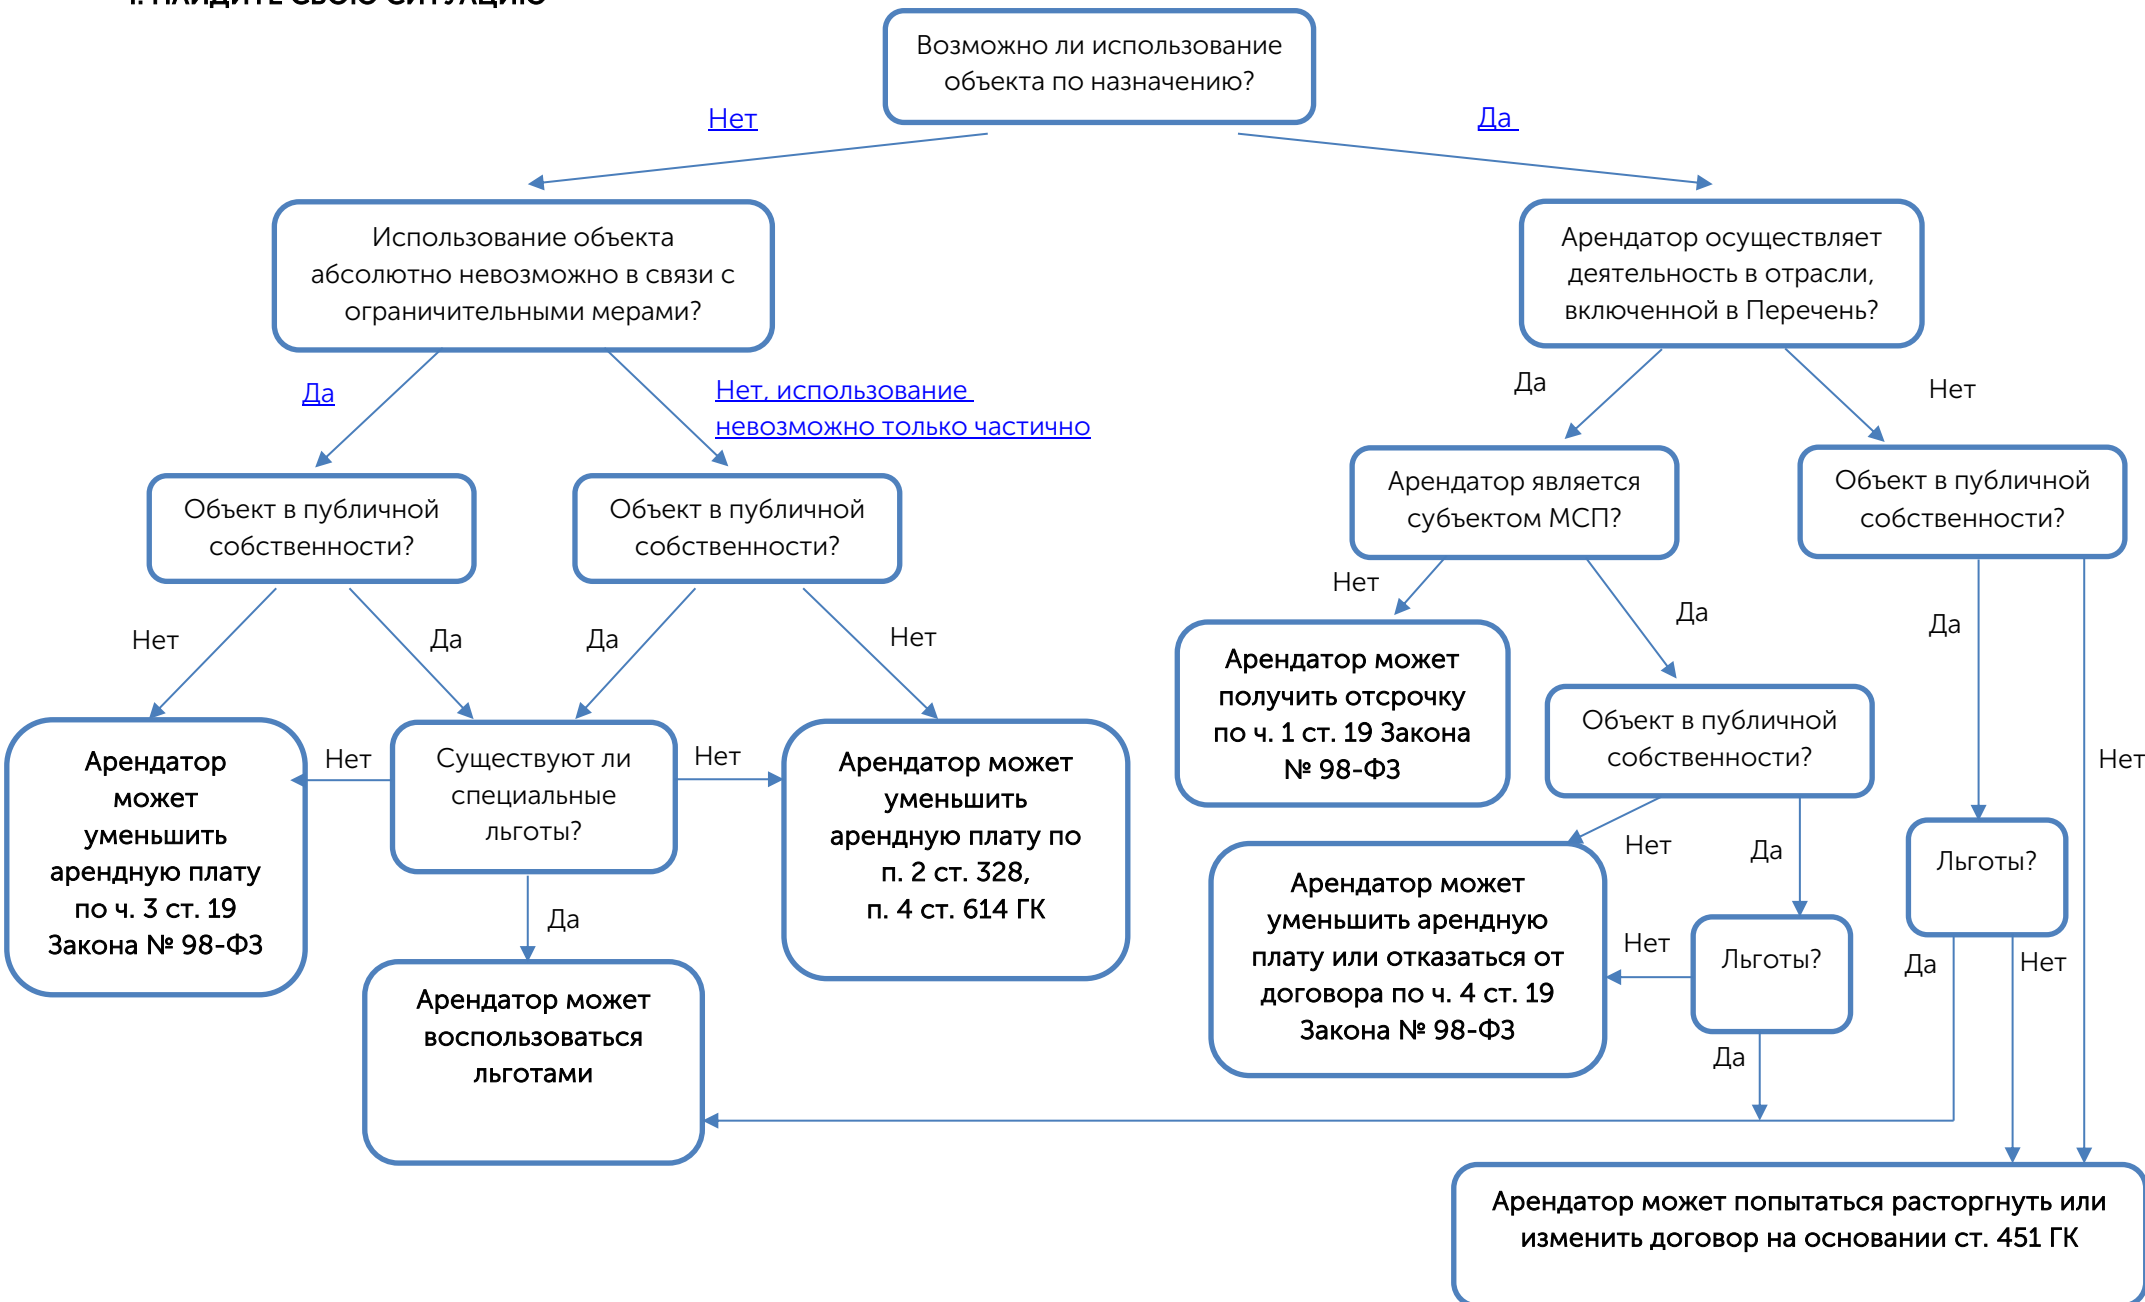 1. НАЙДИТЕ СВОЮ СИТУАЦИЮ
Возможно ли использование
объекта по назначению?
Нет
Да
Использование объекта
абсолютно невозможно в связи с
ограничительными мерами?
Арендатор осуществляет
деятельность в отрасли,
включенной в Перечень?
Да
Нет, использование
невозможно только частично
Да
Нет
Объект в публичной
собственности?
Объект в публичной
собственности?
Арендатор является
субъектом МСП?
Объект в публичной
собственности?
Нет
Да
Да
Нет
Нет
Да
Да
Нет
Арендатор
может
уменьшить
арендную плату
по ч. 3 ст. 19
Закона № 98-ФЗ
Нет
Существуют ли
специальные
льготы?
Нет
Арендатор может
уменьшить
арендную плату по
п. 2 ст. 328,
п. 4 ст. 614 ГК
Арендатор может
получить отсрочку
по ч. 1 ст. 19 Закона
№ 98-ФЗ
Объект в публичной
собственности?
Да
Арендатор может
воспользоваться
льготами
Нет
Да
Арендатор может
уменьшить арендную
плату или отказаться от
договора по ч. 4 ст. 19
Закона № 98-ФЗ
Нет
Льготы?
Да
Льготы?
Да
Нет
Арендатор может попытаться расторгнуть или
изменить договор на основании ст. 451 ГК